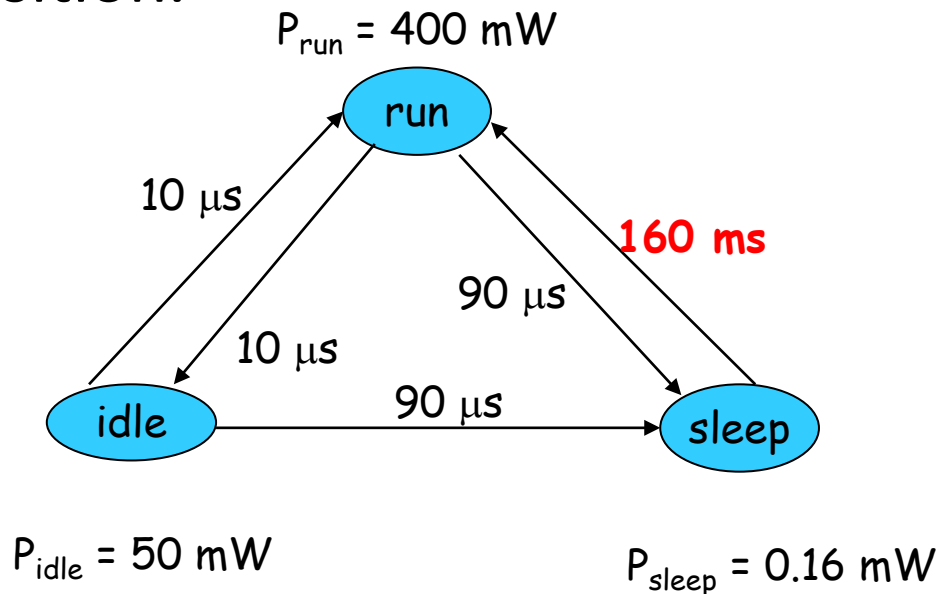 P_run = 400 mW
run
10 μs
160 ms
90 μs
10 μs
90 μs
idle
sleep
P_idle = 50 mW
P_sleep = 0.16 mW